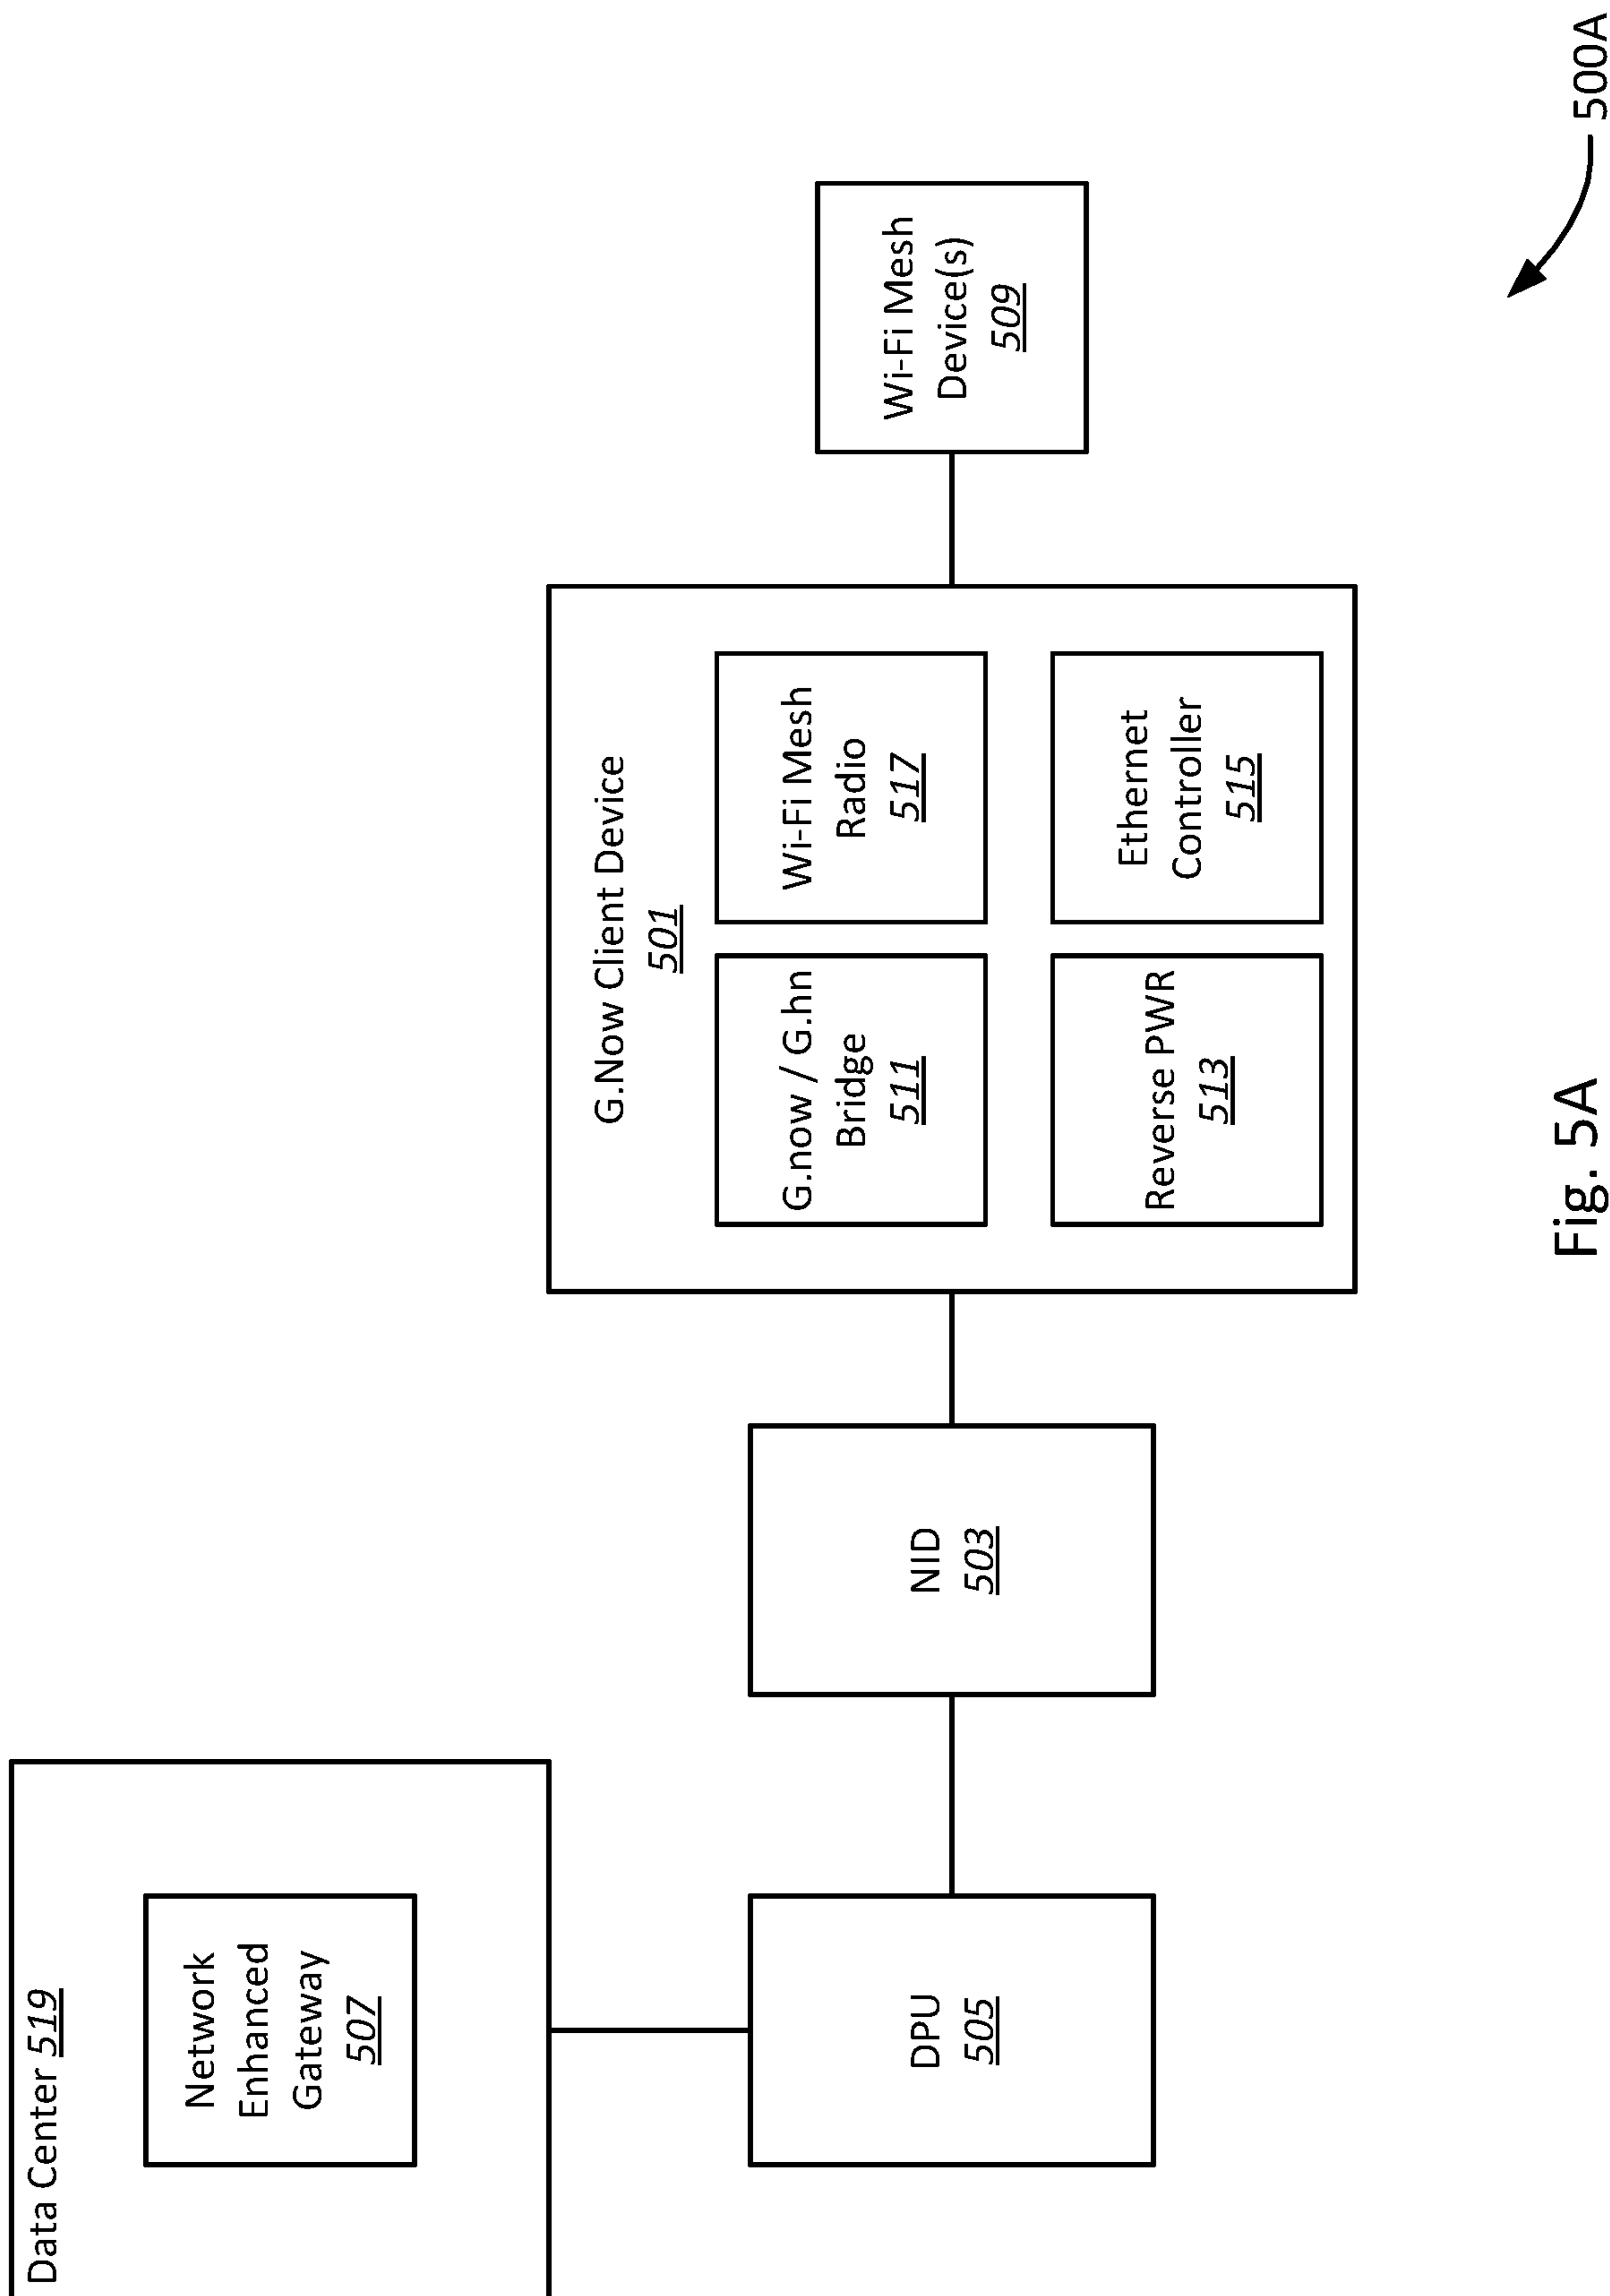 Data Center 519
Network
Enhanced
Gateway
507
DPU
505
NID
503
G.Now Client Device
501
G.now / G.hn
Bridge
511
Wi-Fi Mesh
Radio
517
Reverse PWR
513
Ethernet
Controller
515
Wi-Fi Mesh
Device(s)
509
500A
Fig. 5A